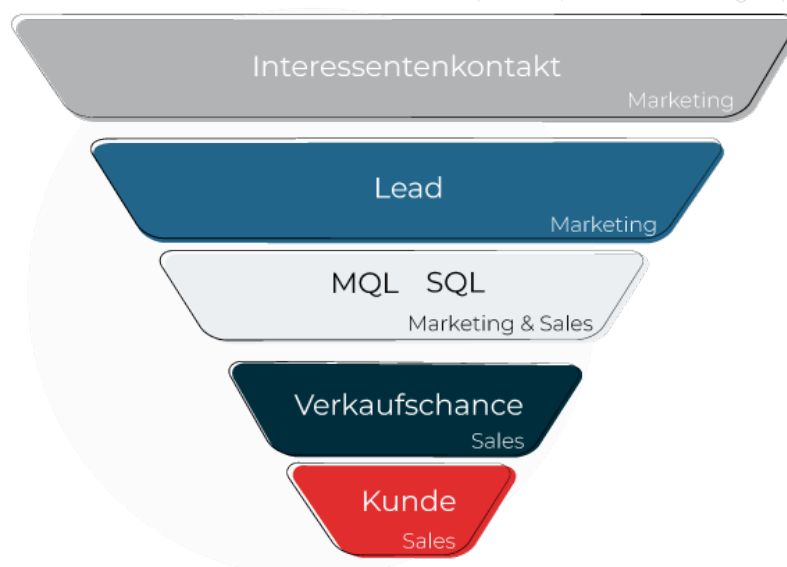 Interessentenkontakt
Marketing
Lead
Marketing
MQL SQL
Marketing & Sales
Verkaufschance
Sales
Kunde
Sales